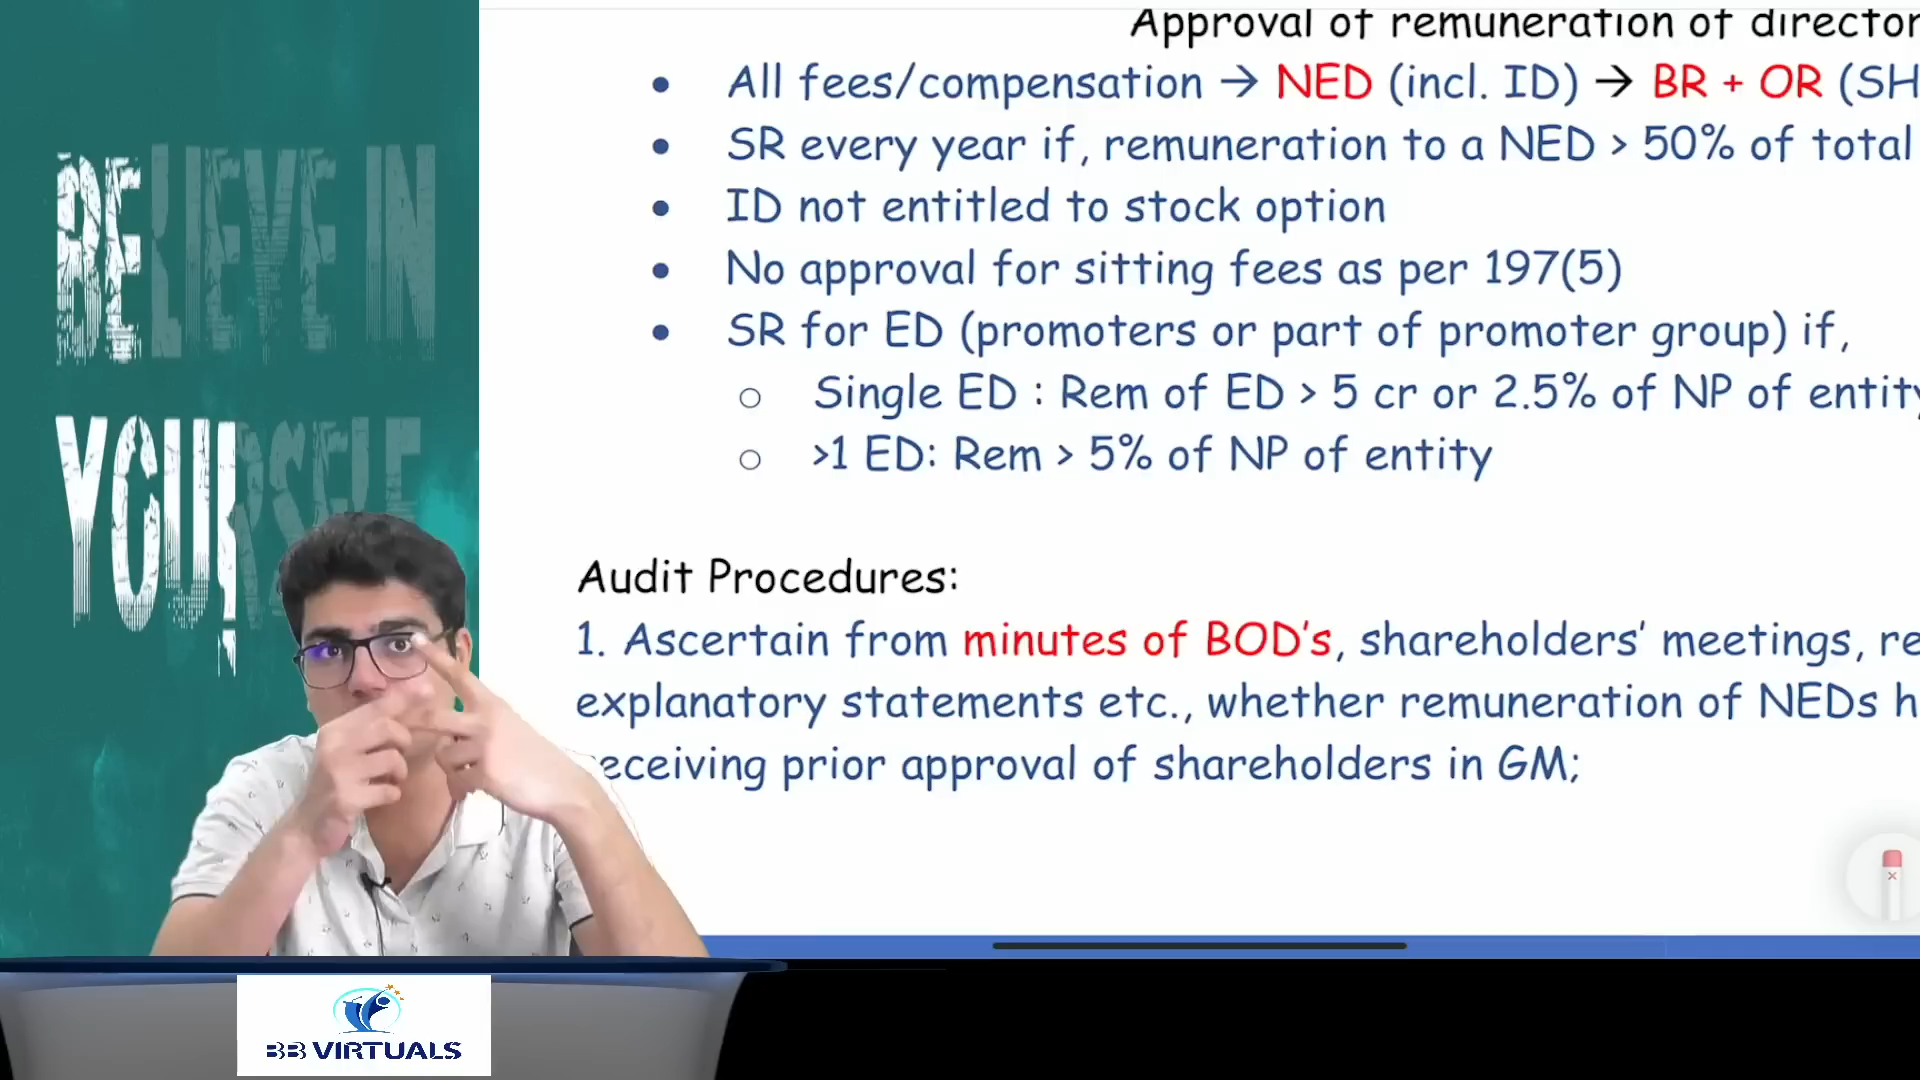 BELIEVE IN
YOURSELF
Approval of remuneration of director
• All fees/compensation → NED (incl. ID) → BR + OR (SH
• SR every year if, remuneration to a NED > 50% of total
• ID not entitled to stock option
• No approval for sitting fees as per 197(5)
• SR for ED (promoters or part of promoter group) if,
o Single ED : Rem of ED > 5 cr or 2.5% of NP of entity
o >1 ED: Rem > 5% of NP of entity
Audit Procedures:
1. Ascertain from minutes of BOD's, shareholders' meetings, re
explanatory statements etc., whether remuneration of NEDs h
eceiving prior approval of shareholders in GM;
BB VIRTUALS